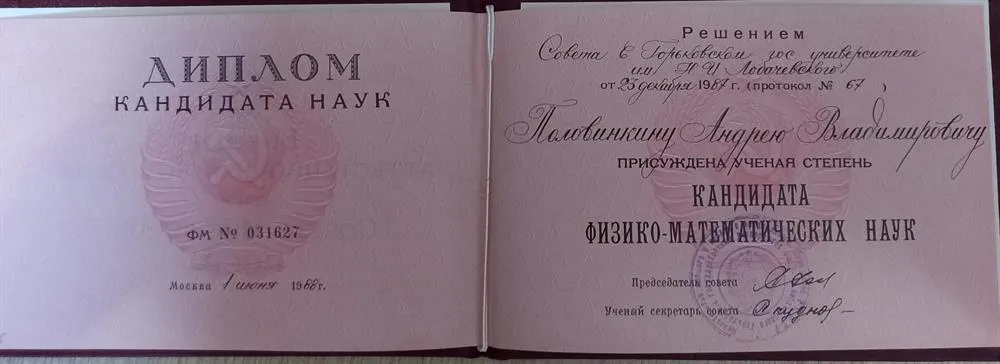 ДИПЛОМ
КАНДИДАТА НАУК
ФМ № 031627
Москва 1 июня 1988г.
Решением
Совета в Горьковском гос университете
им Н И Лобачевского
от 23 декабря 1987 г. (протокол № 67 )
Половинкину Андрею Владимировичу
ПРИСУЖДЕНА УЧЕНАЯ СТЕПЕНЬ
КАНДИДАТА
ФИЗИКО-МАТЕМАТИЧЕСКИХ НАУК
Председатель совета
Ученый секретарь совета